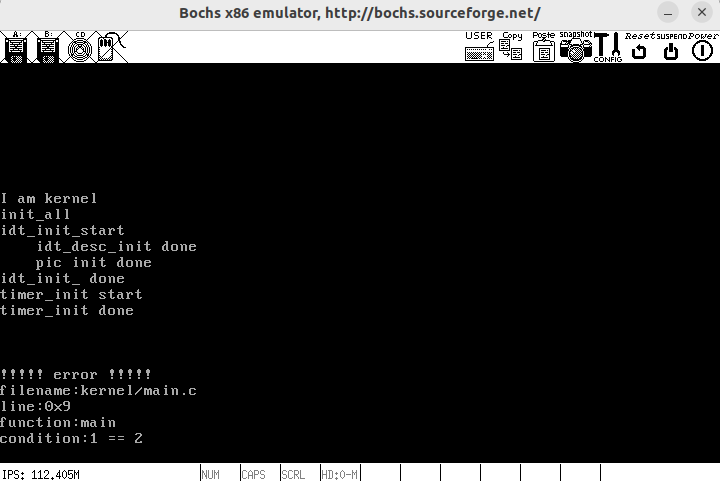 Bochs x86 emulator, http://bochs.sourceforge.net/
A: B: CD USER Copy Paste snapshot CONFIG Reset SUSPEND Power
I am kernel
init_all
idt_init_start
    idt_desc_init done
    pic init done
idt_init_ done
timer_init start
timer_init done
!!!!! error !!!!!
filename:kernel/main.c
line:0x9
function:main
condition:1 == 2
IPS: 112.405M NUM CAPS SCRL HD:0-M